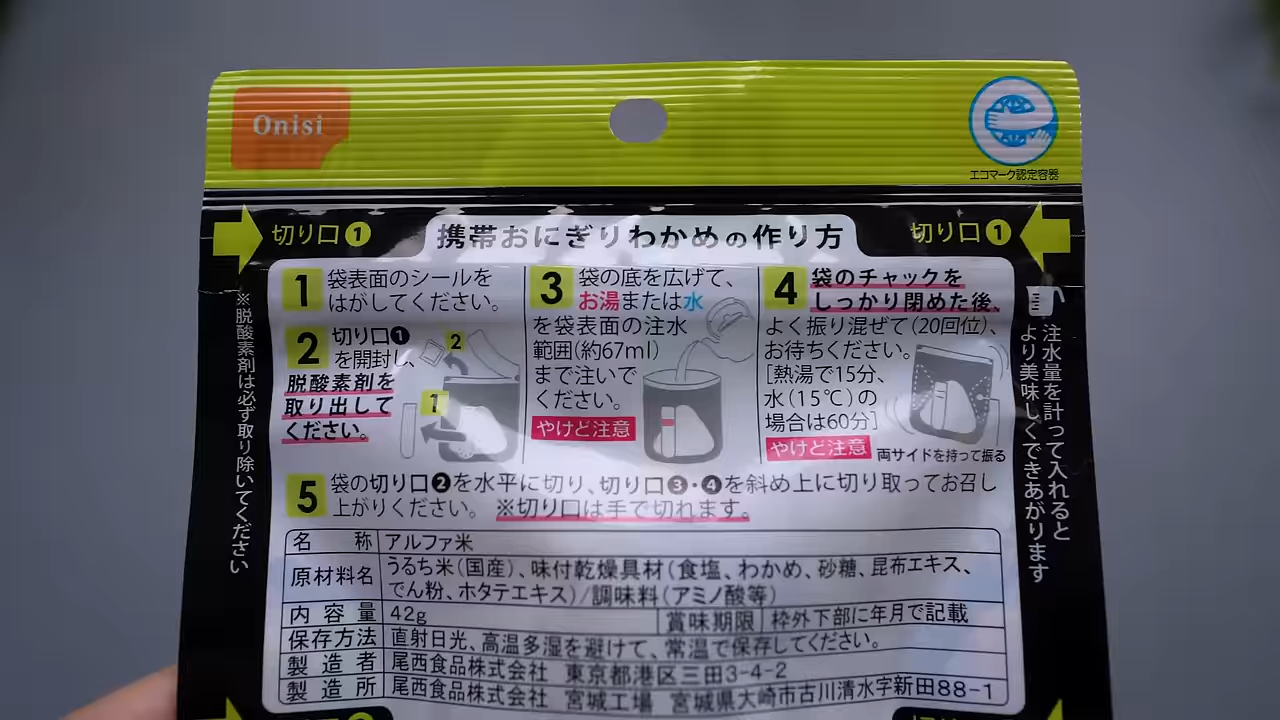 Onisi
エコマーク認定容器
切り口❶
携帯おにぎりわかめの作り方
切り口❶
※脱酸素剤は必ず取り除いてください
1 袋表面のシールを
はがしてください。
2 切り口❶
を開封し、
脱酸素剤を
取り出して
ください。
2
1
3 袋の底を広げて、
お湯または水
を袋表面の注水
範囲(約67ml)
まで注いで
ください。
やけど注意
4 袋のチャックを
しっかり閉めた後、
よく振り混ぜて(20回位)、
お待ちください。
[熱湯で15分、
水(15℃)の
場合は60分]
やけど注意
両サイドを持って振る
注水量を計って入れると
より美味しくできあがります
5 袋の切り口❷を水平に切り、切り口❸・❹を斜め上に切り取ってお召し
上がりください。 ※切り口は手で切れます。
名称 アルファ米
原材料名 うるち米(国産)、味付乾燥具材(食塩、わかめ、砂糖、昆布エキス、
でん粉、ホタテエキス)/調味料(アミノ酸等)
内容量 42g 賞味期限 枠外下部に年月で記載
保存方法 直射日光、高温多湿を避けて、常温で保存してください。
製造者 尾西食品株式会社 東京都港区三田3-4-2
製造所 尾西食品株式会社 宮城工場 宮城県大崎市古川清水字新田88-1